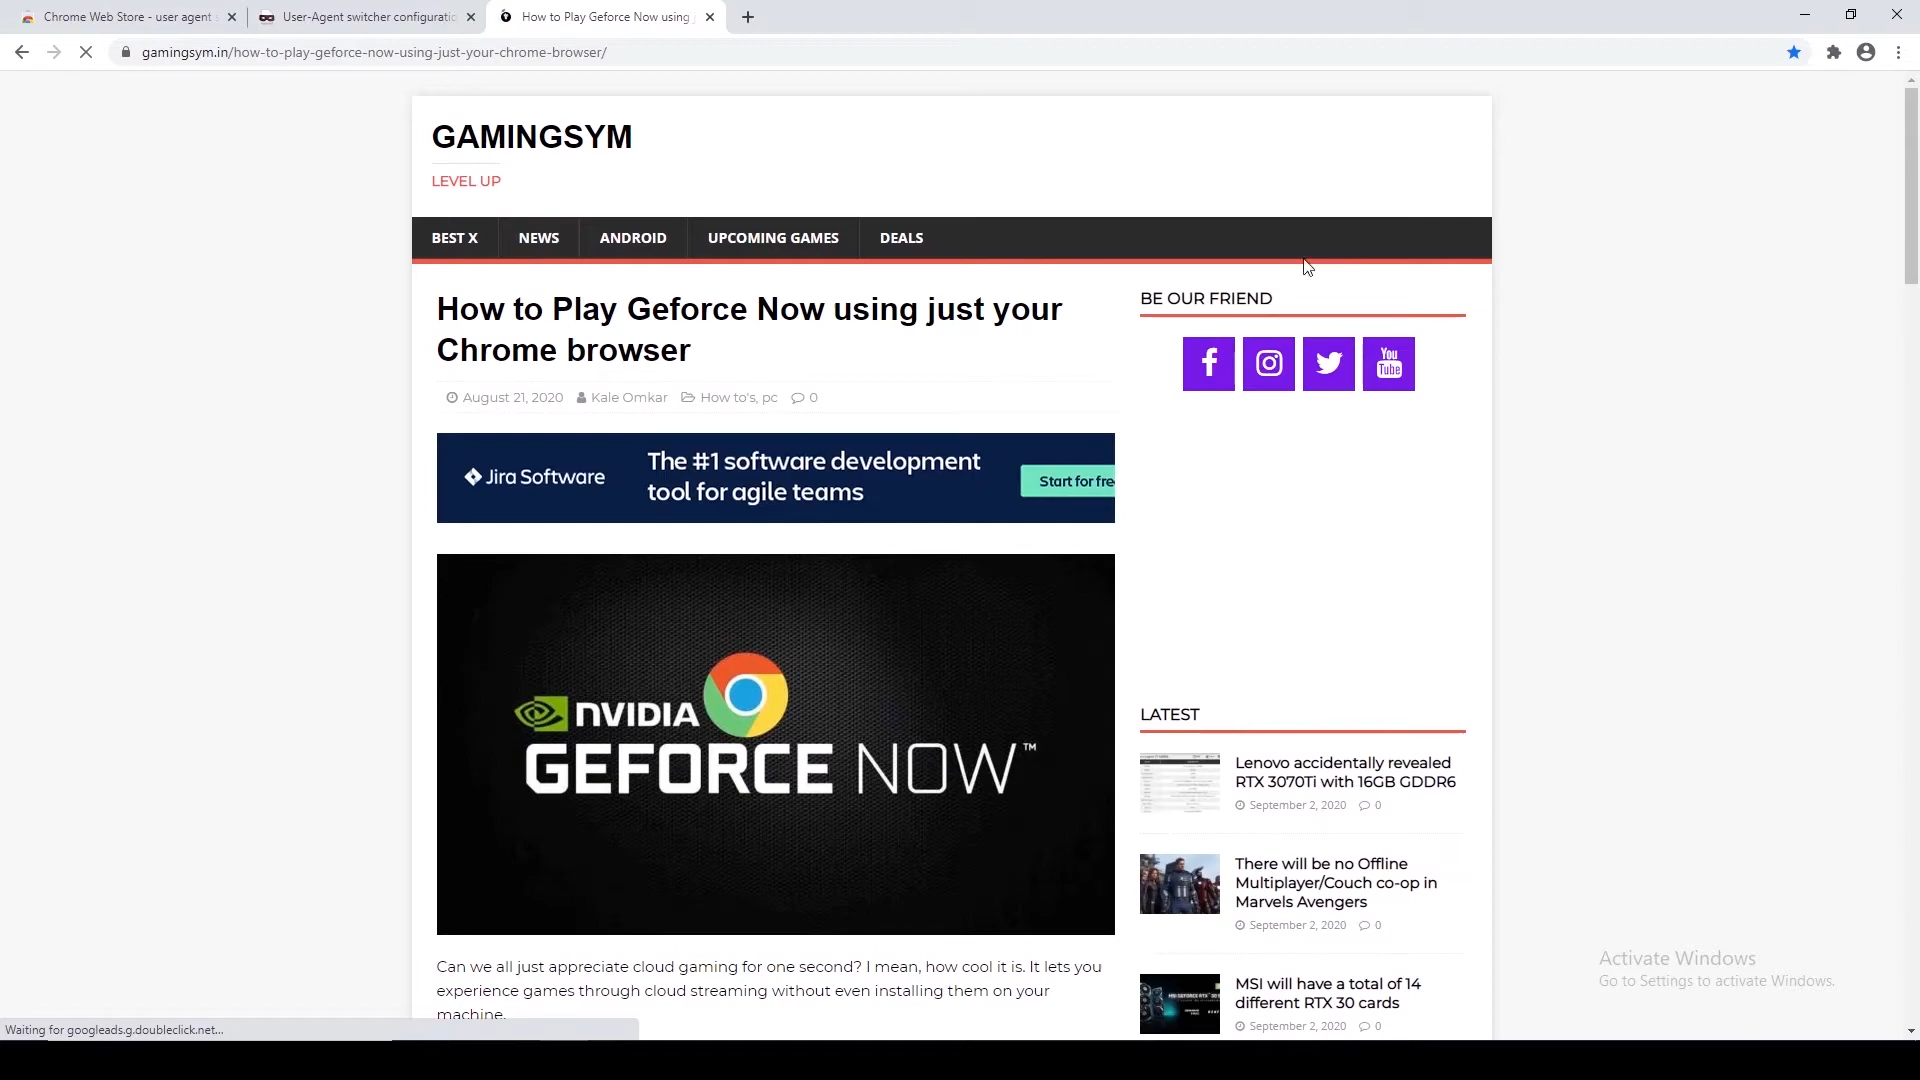 Chrome Web Store - user agent s
User-Agent switcher configuratio
How to Play Geforce Now using j
gamingsym.in/how-to-play-geforce-now-using-just-your-chrome-browser/
GAMINGSYM
LEVEL UP
BEST X
NEWS
ANDROID
UPCOMING GAMES
DEALS
How to Play Geforce Now using just your
Chrome browser
August 21, 2020 Kale Omkar How to's, pc 0
Jira Software
The #1 software development
tool for agile teams
Start for fre
NVIDIA
GEFORCE NOW™
Can we all just appreciate cloud gaming for one second? I mean, how cool it is. It lets you
experience games through cloud streaming without even installing them on your
machine.
BE OUR FRIEND
You
Tube
LATEST
Lenovo accidentally revealed
RTX 3070Ti with 16GB GDDR6
September 2, 2020 0
There will be no Offline
Multiplayer/Couch co-op in
Marvels Avengers
September 2, 2020 0
MSI will have a total of 14
different RTX 30 cards
September 2, 2020 0
Activate Windows
Go to Settings to activate Windows.
Waiting for googleads.g.doubleclick.net...